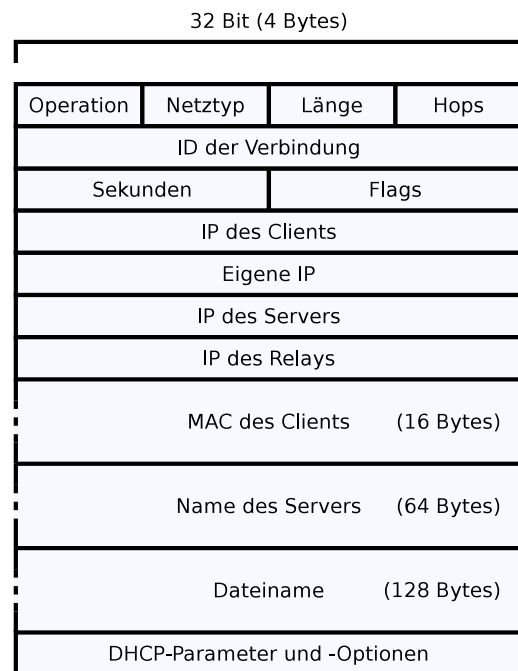 32 Bit (4 Bytes)
Operation Netztyp Länge Hops
ID der Verbindung
Sekunden Flags
IP des Clients
Eigene IP
IP des Servers
IP des Relays
MAC des Clients (16 Bytes)
Name des Servers (64 Bytes)
Dateiname (128 Bytes)
DHCP-Parameter und -Optionen